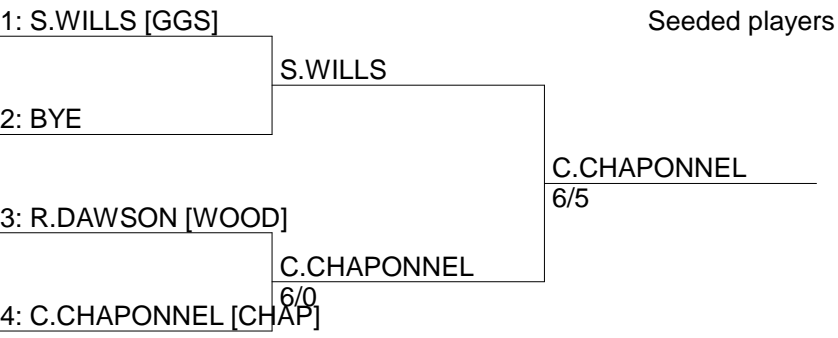 1: S.WILLS [GGS]
Seeded players
S.WILLS
2: BYE
C.CHAPONNEL
6/5
3: R.DAWSON [WOOD]
C.CHAPONNEL
6/0
4: C.CHAPONNEL [CHAP]